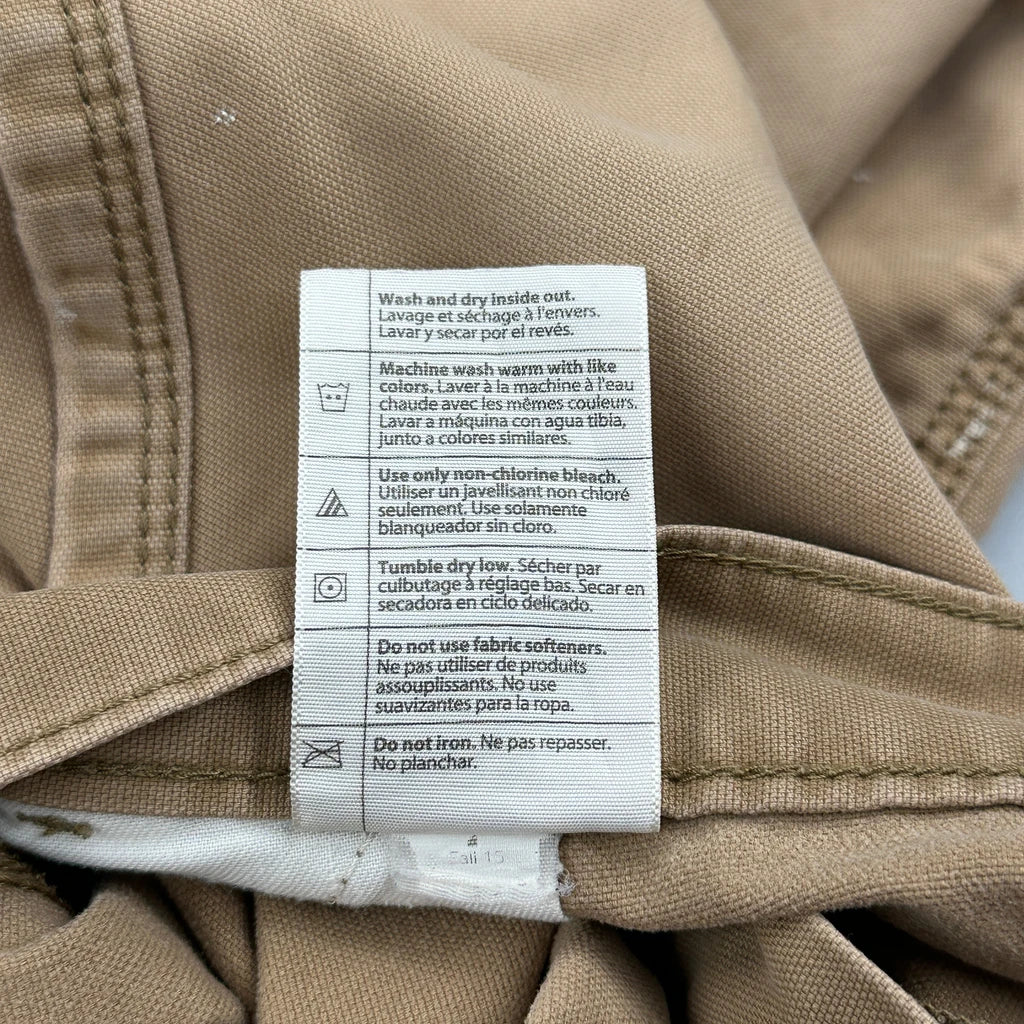 Wash and dry inside out.
Lavage et séchage à l'envers.
Lavar y secar por el revés.
Machine wash warm with like
colors. Laver à la machine à l'eau
chaude avec les mêmes couleurs.
Lavar a máquina con agua tibia,
junto a colores similares.
Use only non-chlorine bleach.
Utiliser un javellisant non chloré
seulement. Use solamente
blanqueador sin cloro.
Tumble dry low. Sécher par
culbutage à réglage bas. Secar en
secadora en ciclo delicado.
Do not use fabric softeners.
Ne pas utiliser de produits
assouplissants. No use
suavizantes para la ropa.
Do not iron. Ne pas repasser.
No planchar.
15